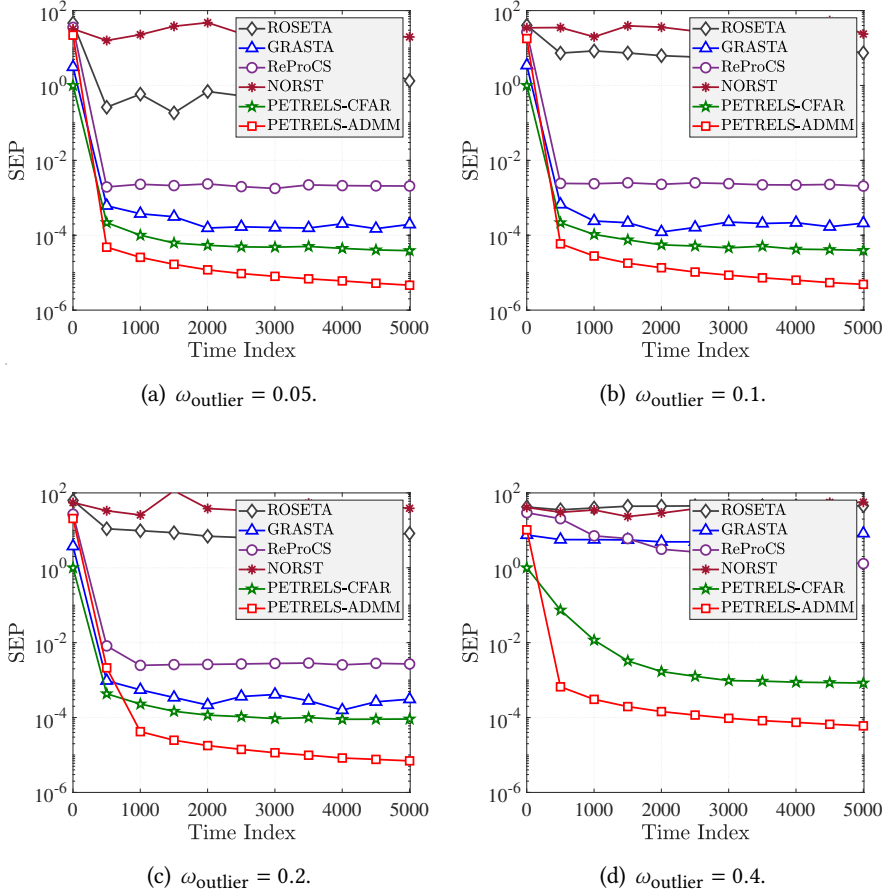 10^2
10^0
10^-2
10^-4
10^-6
SEP
0 1000 2000 3000 4000 5000
Time Index
ROSETA
GRASTA
ReProCS
NORST
PETRELS-CFAR
PETRELS-ADMM
(a) ω_outlier = 0.05.
10^2
10^0
10^-2
10^-4
10^-6
SEP
0 1000 2000 3000 4000 5000
Time Index
ROSETA
GRASTA
ReProCS
NORST
PETRELS-CFAR
PETRELS-ADMM
(b) ω_outlier = 0.1.
10^2
10^0
10^-2
10^-4
10^-6
SEP
0 1000 2000 3000 4000 5000
Time Index
ROSETA
GRASTA
ReProCS
NORST
PETRELS-CFAR
PETRELS-ADMM
(c) ω_outlier = 0.2.
10^2
10^0
10^-2
10^-4
10^-6
SEP
0 1000 2000 3000 4000 5000
Time Index
ROSETA
GRASTA
ReProCS
NORST
PETRELS-CFAR
PETRELS-ADMM
(d) ω_outlier = 0.4.